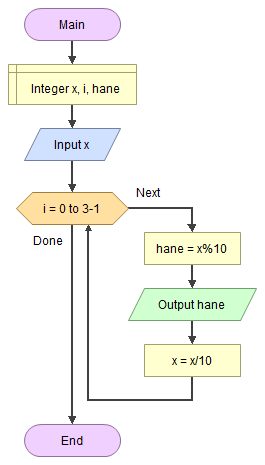 Main
Integer x, i, hane
Input x
i = 0 to 3-1
Next
Done
hane = x%10
Output hane
x = x/10
End